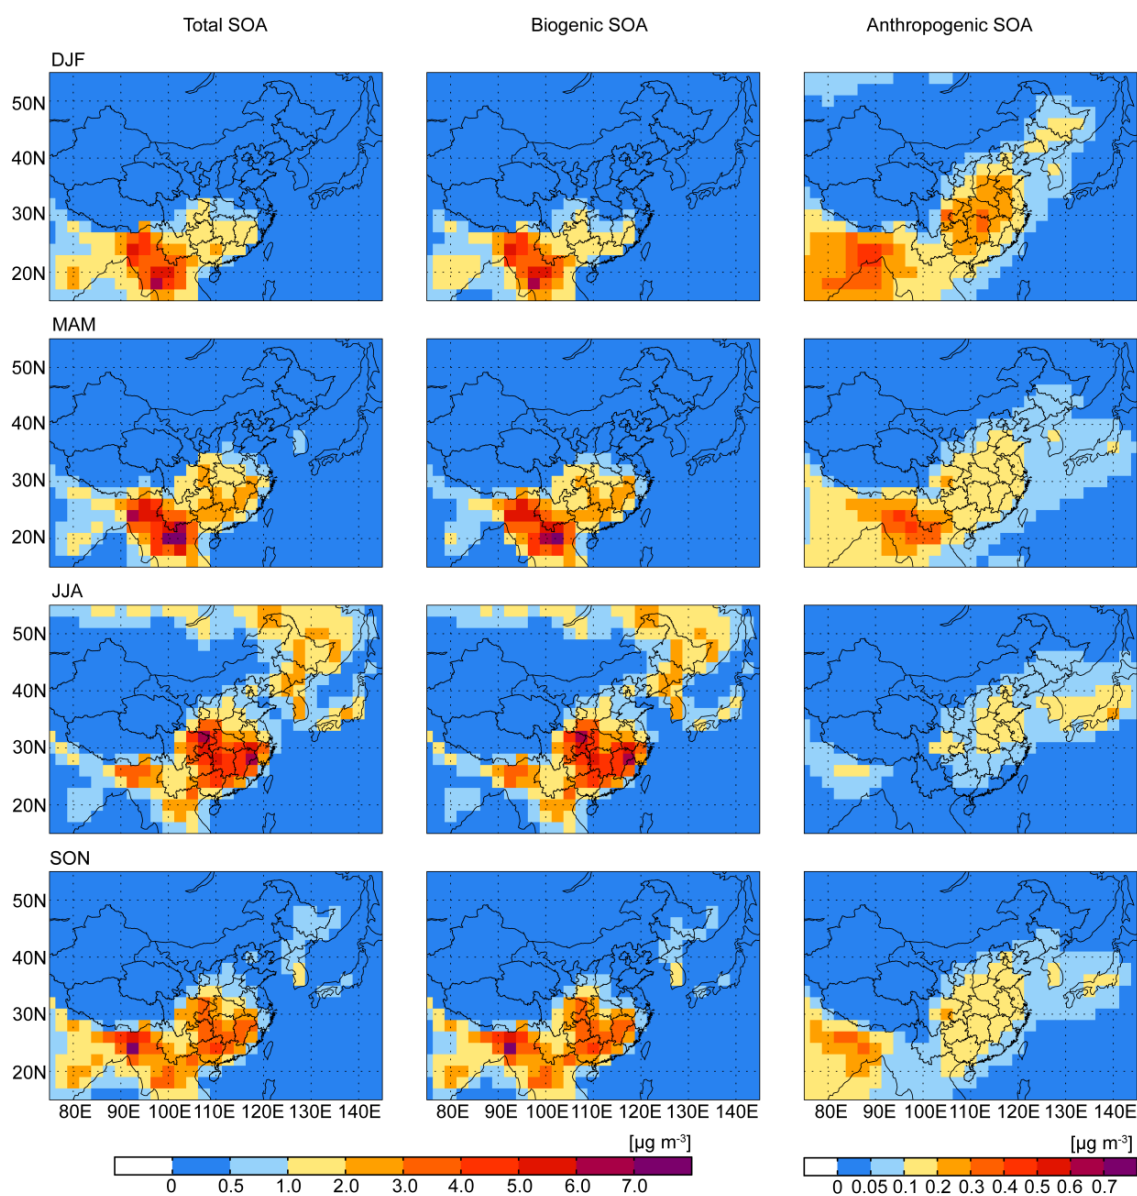 Total SOA Biogenic SOA Anthropogenic SOA
DJF
50N
40N
30N
20N
MAM
50N
40N
30N
20N
JJA
50N
40N
30N
20N
SON
50N
40N
30N
20N
80E 90E 100E 110E 120E 130E 140E 80E 90E 100E 110E 120E 130E 140E 80E 90E 100E 110E 120E 130E 140E
[µg m-³] [µg m-³]
0 0.5 1.0 2.0 3.0 4.0 5.0 6.0 7.0 0 0.05 0.1 0.2 0.3 0.4 0.5 0.6 0.7